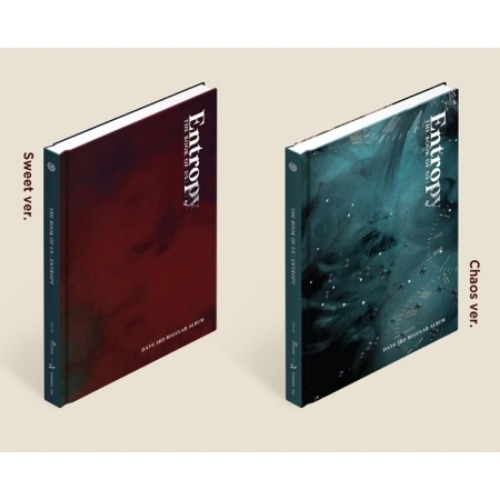 Sweet ver.
THE BOOK OF US : ENTROPY
Entropy
THE BOOK OF US
DAY6 3RD REGULAR ALBUM
THE BOOK OF US : ENTROPY
Entropy
THE BOOK OF US
DAY6 3RD REGULAR ALBUM
Chaos ver.